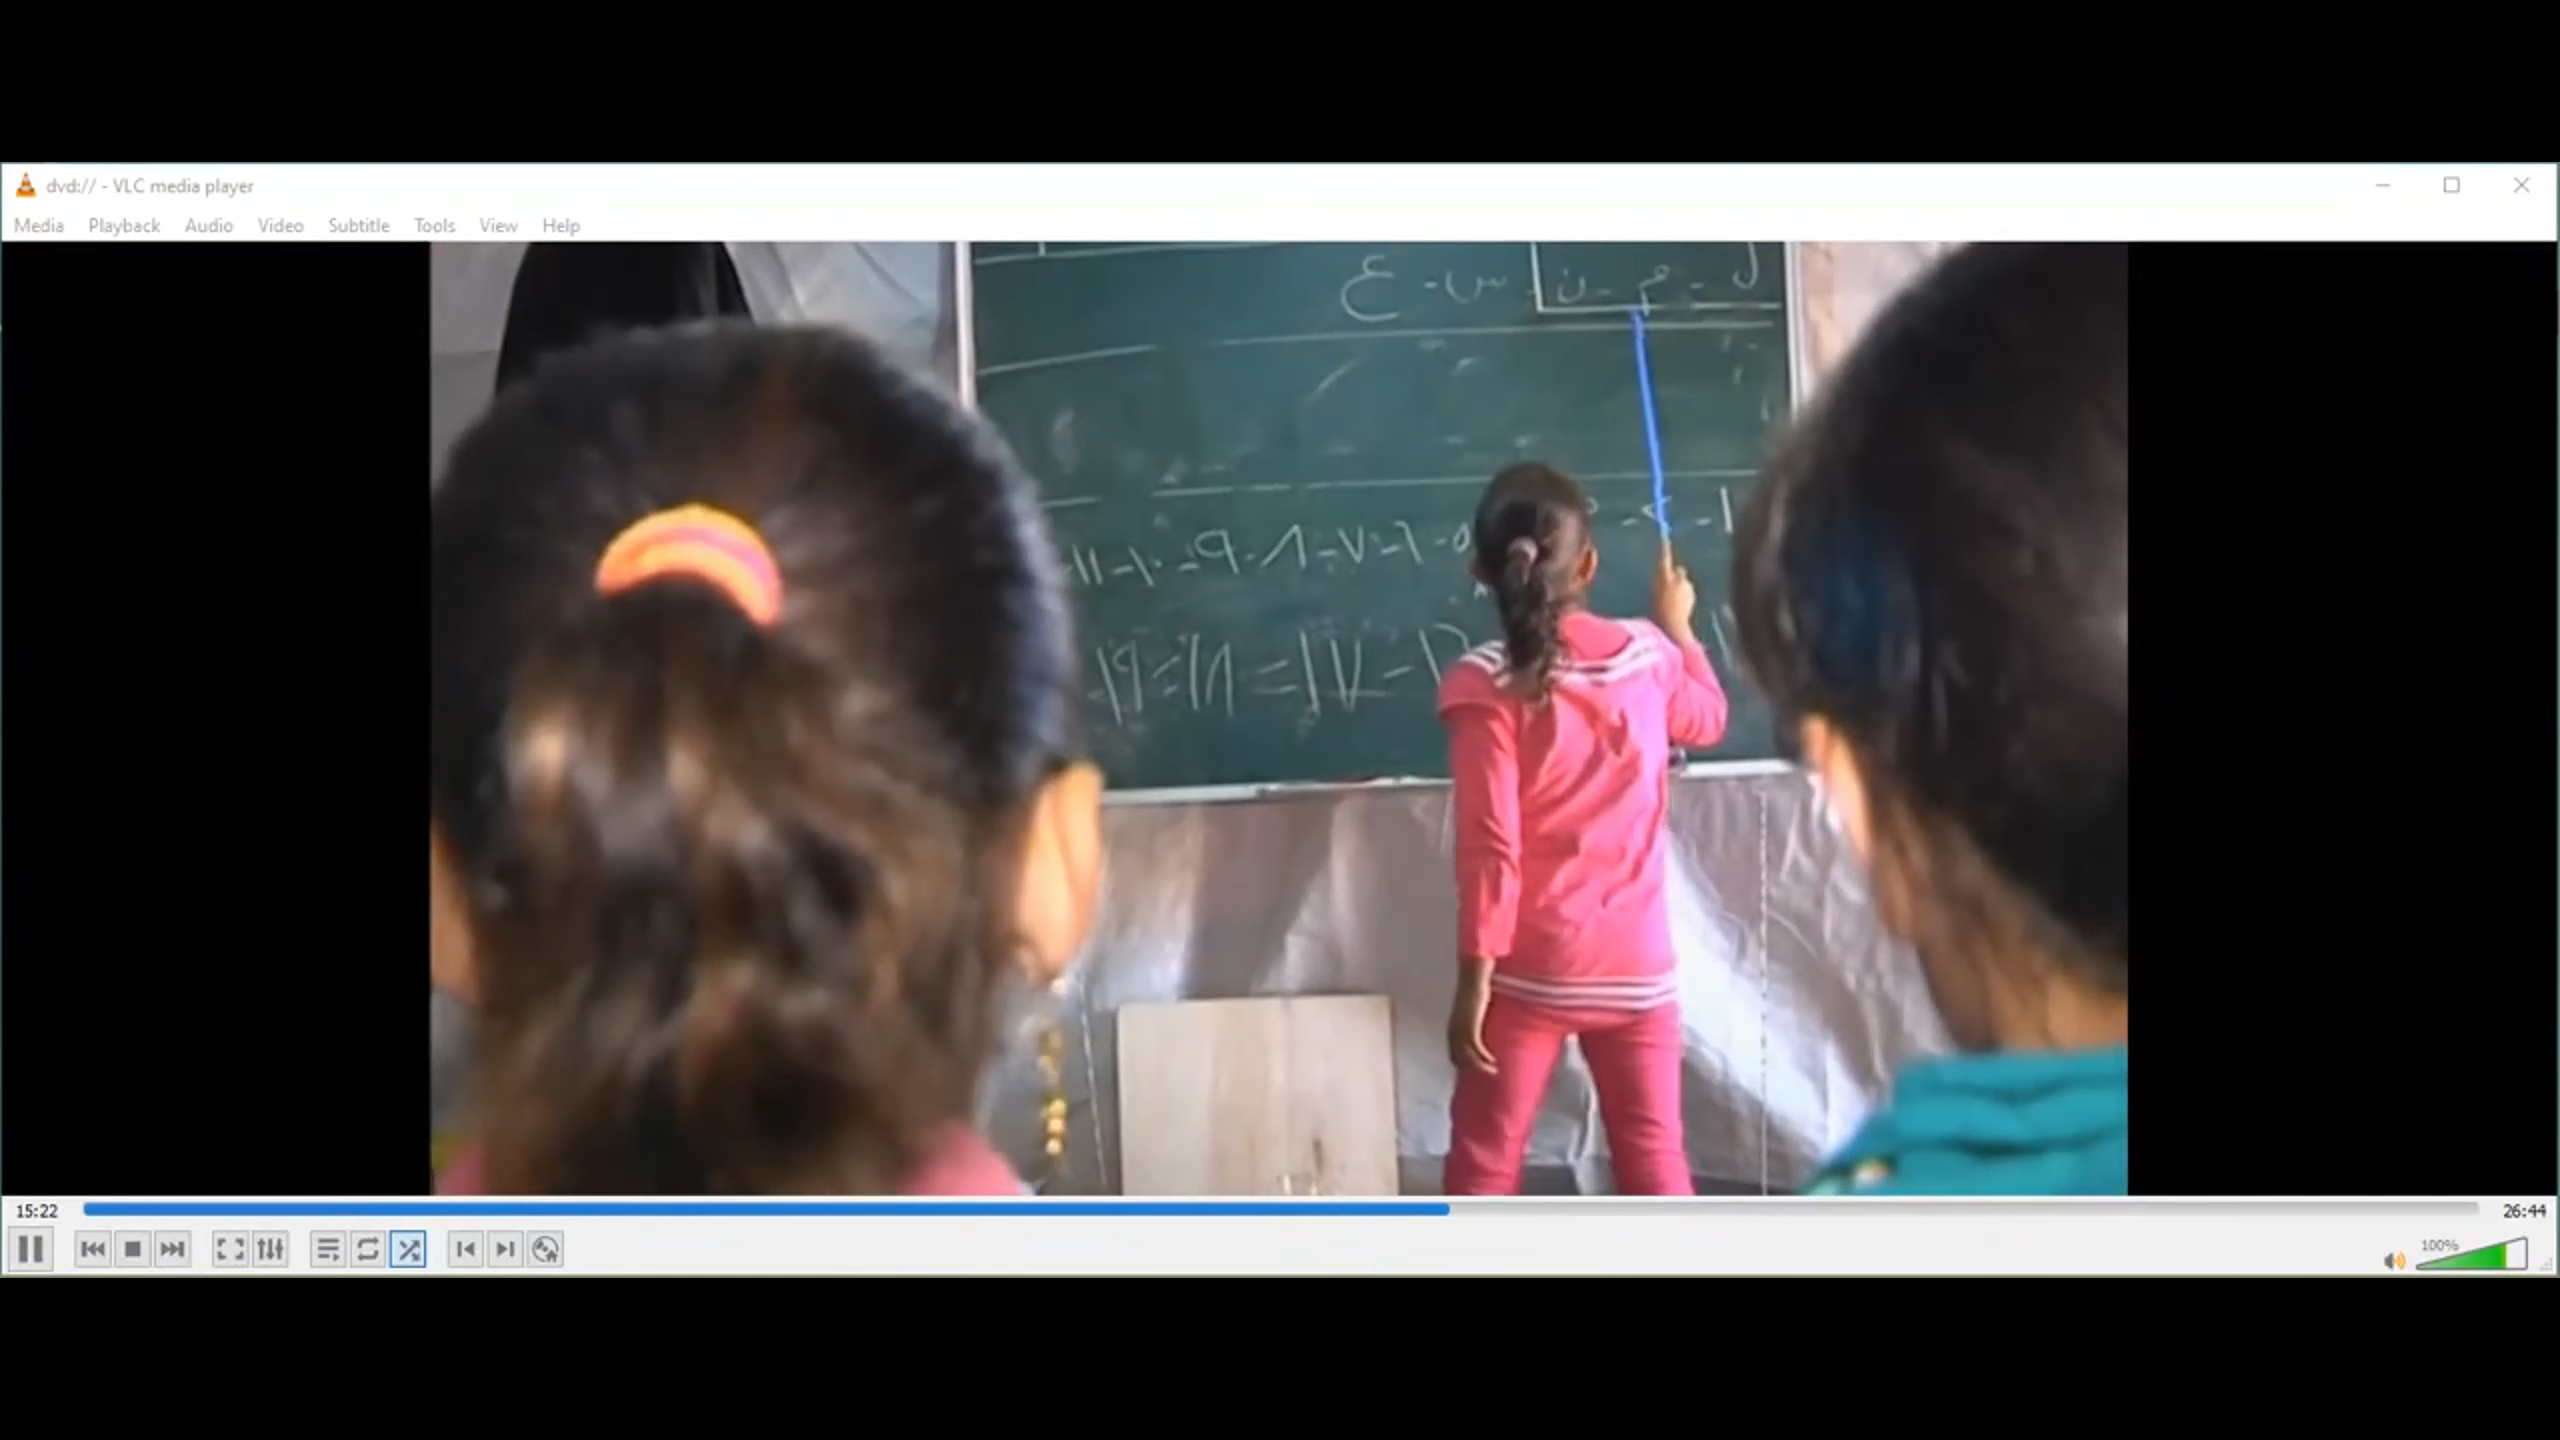 dvd:// - VLC media player
Media Playback Audio Video Subtitle Tools View Help
ل - م - ن - س - ع
٥ - ٦ - ٧ - ٨ - ٩ - ١٠ - ١١
١٧ - ١٨ - ١٩
15:22
26:44
100%